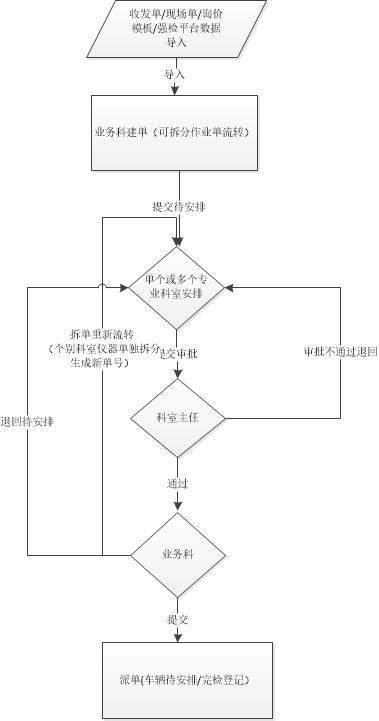 收发单/现场单/询价
模板/强检平台数据
导入
导入
业务科建单（可拆分作业单流转）
提交待安排
单个或多个专
业科室安排
拆单重新流转
（个别科室仪器单独拆分
生成新单号）
交审批
审批不通过退回
科室主任
退回待安排
通过
业务科
提交
派单(车辆待安排/完检登记）